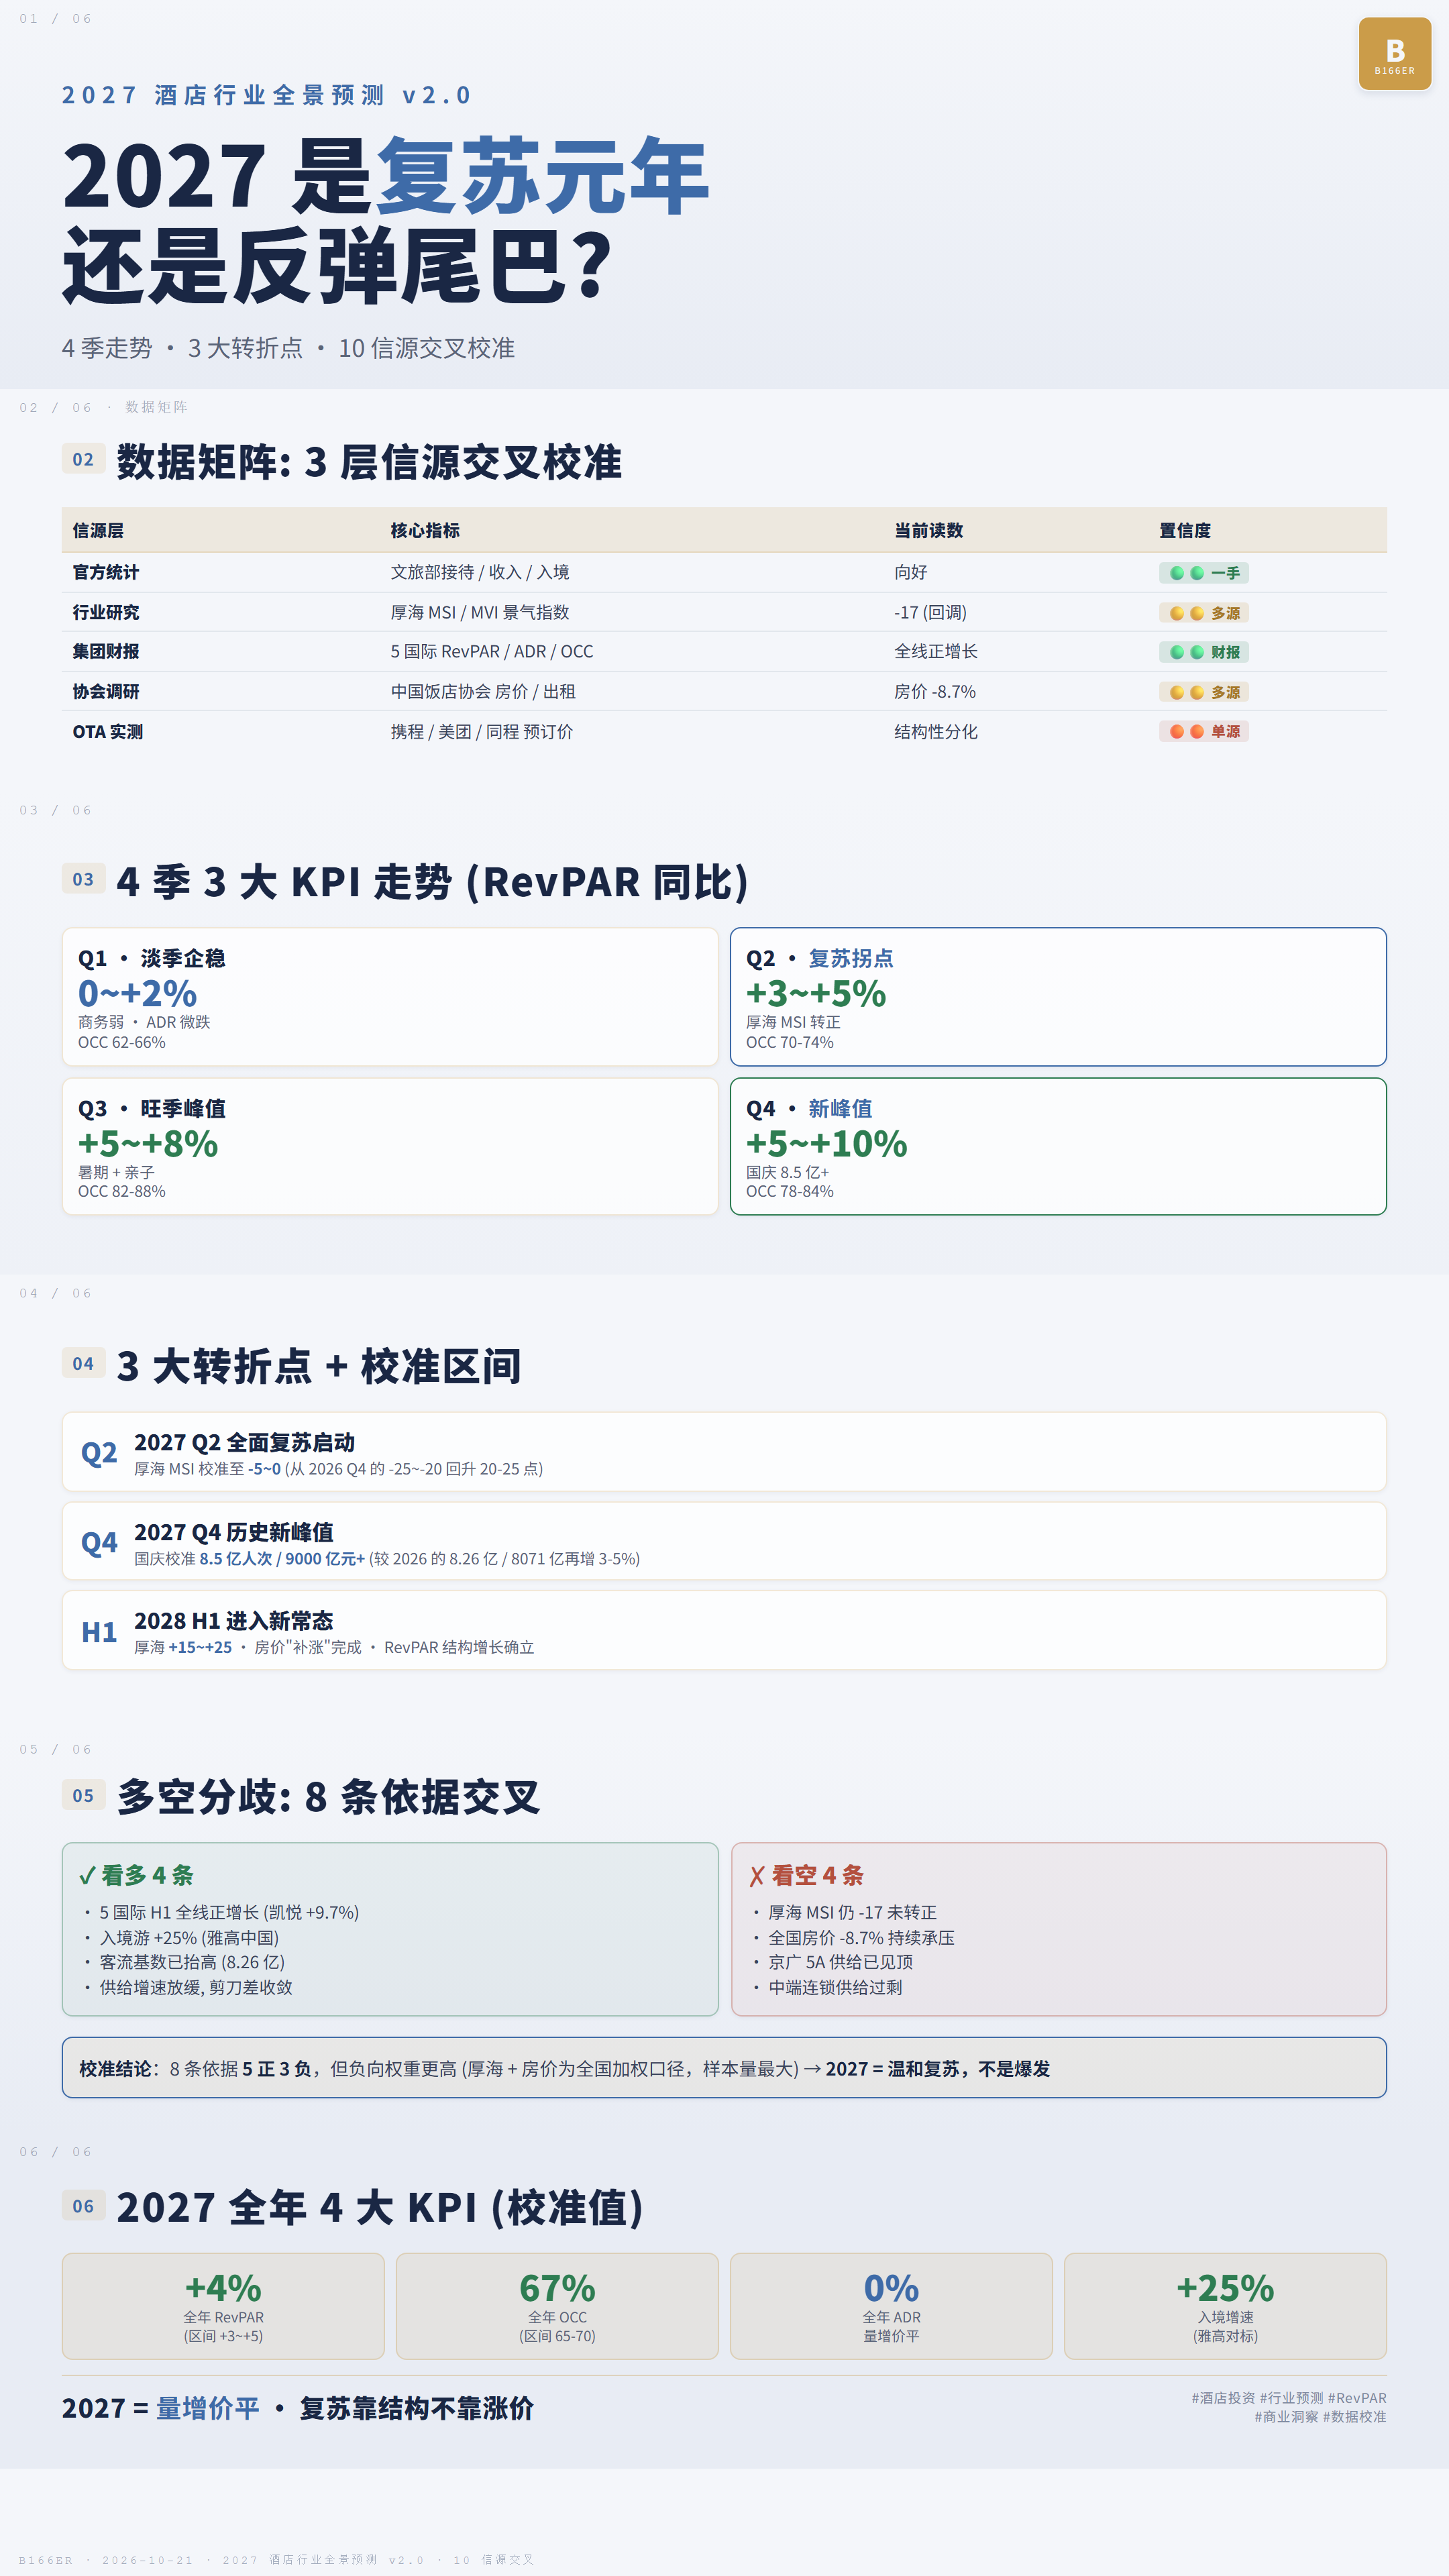 01 / 06
B
B166ER
2027 酒店行业全景预测 v2.0
2027 是复苏元年
还是反弹尾巴?
4 季走势 · 3 大转折点 · 10 信源交叉校准
02 / 06 · 数据矩阵
02 数据矩阵: 3 层信源交叉校准
信源层 核心指标 当前读数 置信度
官方统计 文旅部接待 / 收入 / 入境 向好 一手
行业研究 厚海 MSI / MVI 景气指数 -17 (回调) 多源
集团财报 5 国际 RevPAR / ADR / OCC 全线正增长 财报
协会调研 中国饭店协会 房价 / 出租 房价 -8.7% 多源
OTA 实测 携程 / 美团 / 同程 预订价 结构性分化 单源
03 / 06
03 4 季 3 大 KPI 走势 (RevPAR 同比)
Q1 · 淡季企稳
0~+2%
商务弱 · ADR 微跌
OCC 62-66%
Q2 · 复苏拐点
+3~+5%
厚海 MSI 转正
OCC 70-74%
Q3 · 旺季峰值
+5~+8%
暑期 + 亲子
OCC 82-88%
Q4 · 新峰值
+5~+10%
国庆 8.5 亿+
OCC 78-84%
04 / 06
04 3 大转折点 + 校准区间
Q2
2027 Q2 全面复苏启动
厚海 MSI 校准至 -5~0 (从 2026 Q4 的 -25~-20 回升 20-25 点)
Q4
2027 Q4 历史新峰值
国庆校准 8.5 亿人次 / 9000 亿元+ (较 2026 的 8.26 亿 / 8071 亿再增 3-5%)
H1
2028 H1 进入新常态
厚海 +15~+25 · 房价"补涨"完成 · RevPAR 结构增长确立
05 / 06
05 多空分歧: 8 条依据交叉
✓ 看多 4 条
· 5 国际 H1 全线正增长 (凯悦 +9.7%)
· 入境游 +25% (雅高中国)
· 客流基数已抬高 (8.26 亿)
· 供给增速放缓, 剪刀差收敛
✗ 看空 4 条
· 厚海 MSI 仍 -17 未转正
· 全国房价 -8.7% 持续承压
· 京广 5A 供给已见顶
· 中端连锁供给过剩
校准结论：8 条依据 5 正 3 负，但负向权重更高 (厚海 + 房价为全国加权口径，样本量最大) → 2027 = 温和复苏，不是爆发
06 / 06
06 2027 全年 4 大 KPI (校准值)
+4%
全年 RevPAR
(区间 +3~+5)
67%
全年 OCC
(区间 65-70)
0%
全年 ADR
量增价平
+25%
入境增速
(雅高对标)
2027 = 量增价平 · 复苏靠结构不靠涨价
#酒店投资 #行业预测 #RevPAR
#商业洞察 #数据校准
B166ER · 2026-10-21 · 2027 酒店行业全景预测 v2.0 · 10 信源交叉